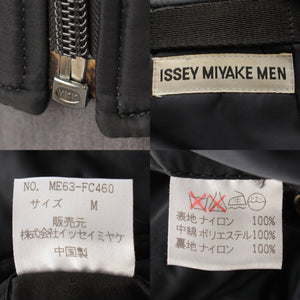 ISSEY MIYAKE MEN
NO. ME63-FC460
サイズ M
販売元
株式会社イッセイミヤケ
中国製
表地 ナイロン 100%
中綿 ポリエステル 100%
裏地 ナイロン 100%